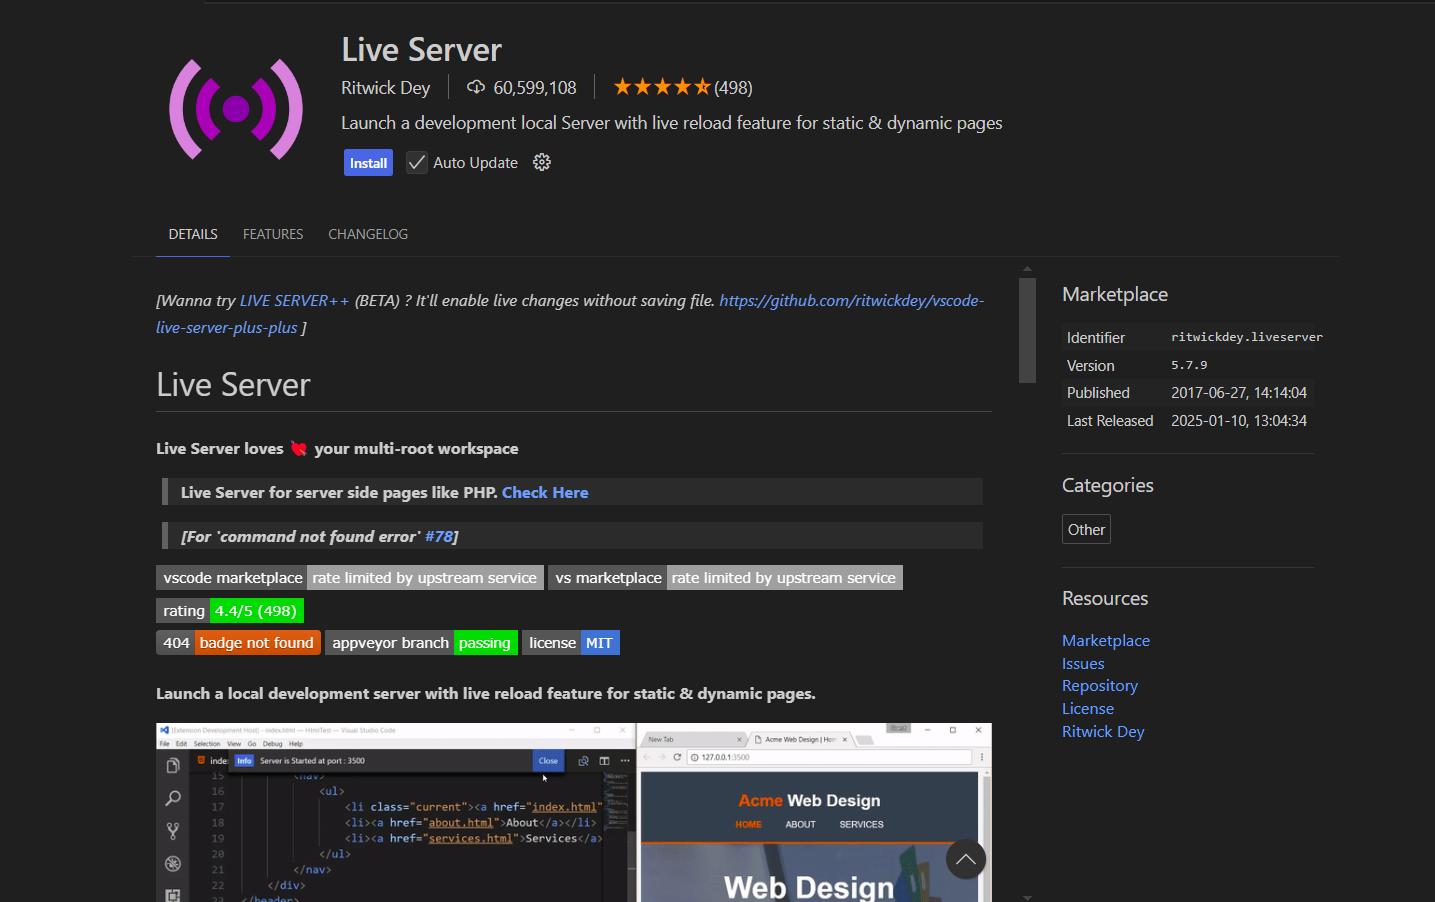 Live Server
Ritwick Dey
60,599,108
(498)
Launch a development local Server with live reload feature for static & dynamic pages
Install
Auto Update
DETAILS
FEATURES
CHANGELOG
[Wanna try LIVE SERVER++ (BETA) ? It'll enable live changes without saving file. https://github.com/ritwickdey/vscode-
live-server-plus-plus ]
Live Server
Live Server loves 💘 your multi-root workspace
Live Server for server side pages like PHP. Check Here
[For `command not found error` #78]
vscode marketplace rate limited by upstream service vs marketplace rate limited by upstream service
rating 4.4/5 (498)
404 badge not found appveyor branch passing license MIT
Launch a local development server with live reload feature for static & dynamic pages.
[Extension Development Host] - index.html — HtmlTest — Visual Studio Code
File Edit Selection View Go Debug Help
index
Info Server is Started at port : 3500 Close
15 <nav>
16 <ul>
17 <li class="current"><a href="index.html"
18 <li><a href="about.html">About</a></li>
19 <li><a href="services.html">Services</a>
20 </ul>
21 </nav>
22 </div>
23 </header>
New Tab
Acme Web Design | Hom
127.0.0.1:3500
Acme Web Design
HOME ABOUT SERVICES
Web Design
Marketplace
Identifier ritwickdey.liveserver
Version 5.7.9
Published 2017-06-27, 14:14:04
Last Released 2025-01-10, 13:04:34
Categories
Other
Resources
Marketplace
Issues
Repository
License
Ritwick Dey